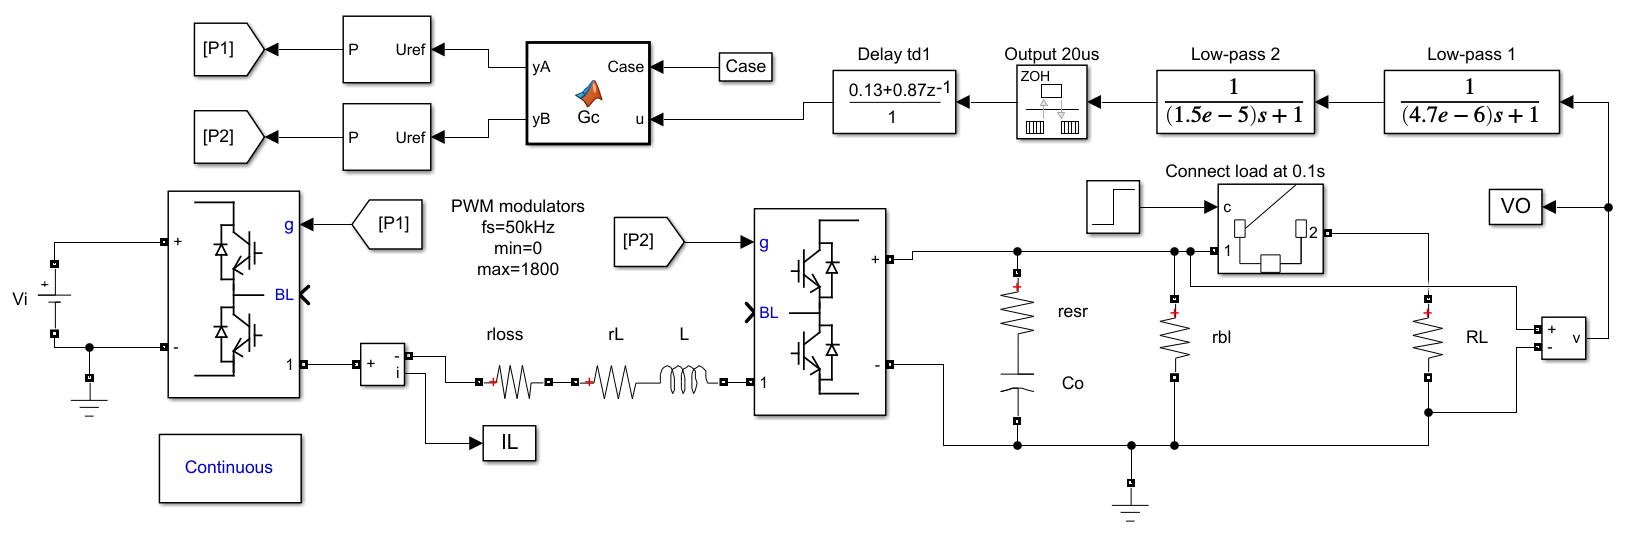 Delay td1
Output 20us
Low-pass 2
Low-pass 1
[P1]
P
Uref
yA
Case
Case
ZOH
0.13+0.87z-1
1
1
(1.5e − 5)s + 1
1
(4.7e − 6)s + 1
[P2]
P
Uref
yB
Gc
u
Connect load at 0.1s
PWM modulators
fs=50kHz
min=0
max=1800
c
1
2
VO
g
[P1]
[P2]
g
+
+
BL
Vi
+
-
1
BL
+
-
1
+
-
i
rloss
+
rL
+
L
IL
+
resr
Co
+
rbl
+
RL
+
-
v
Continuous